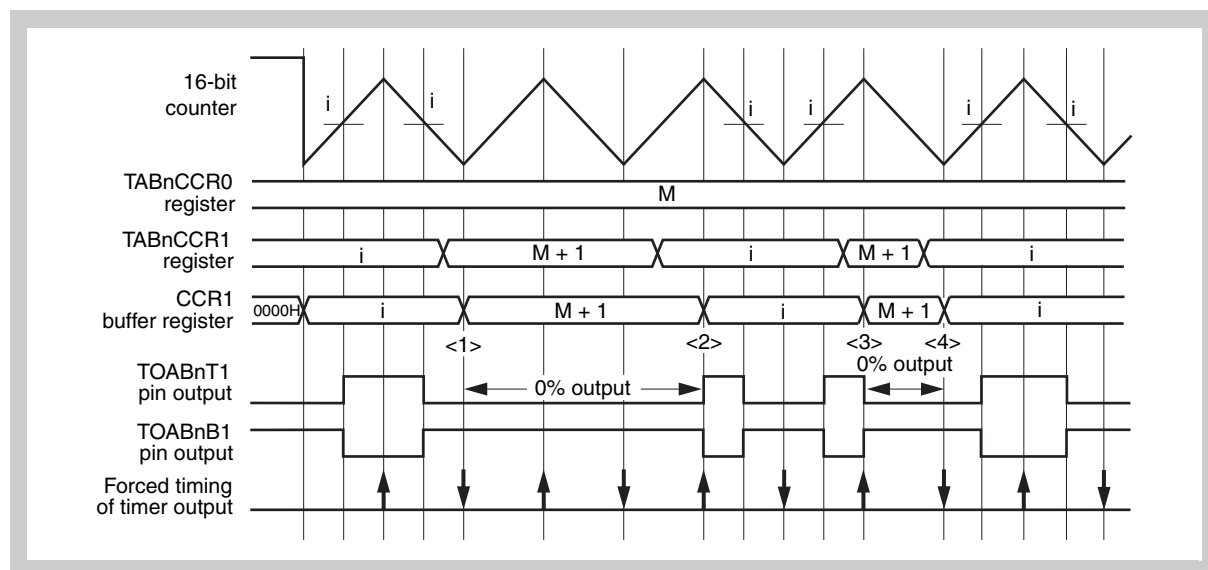 16-bit
counter
i
i
i
i
i
i
TABnCCR0
register
M
TABnCCR1
register
i
M + 1
i
M + 1
i
CCR1
buffer register
0000H
i
M + 1
i
M + 1
i
<1>
<2>
<3>
<4>
0% output
TOABnT1
pin output
0% output
TOABnB1
pin output
Forced timing
of timer output